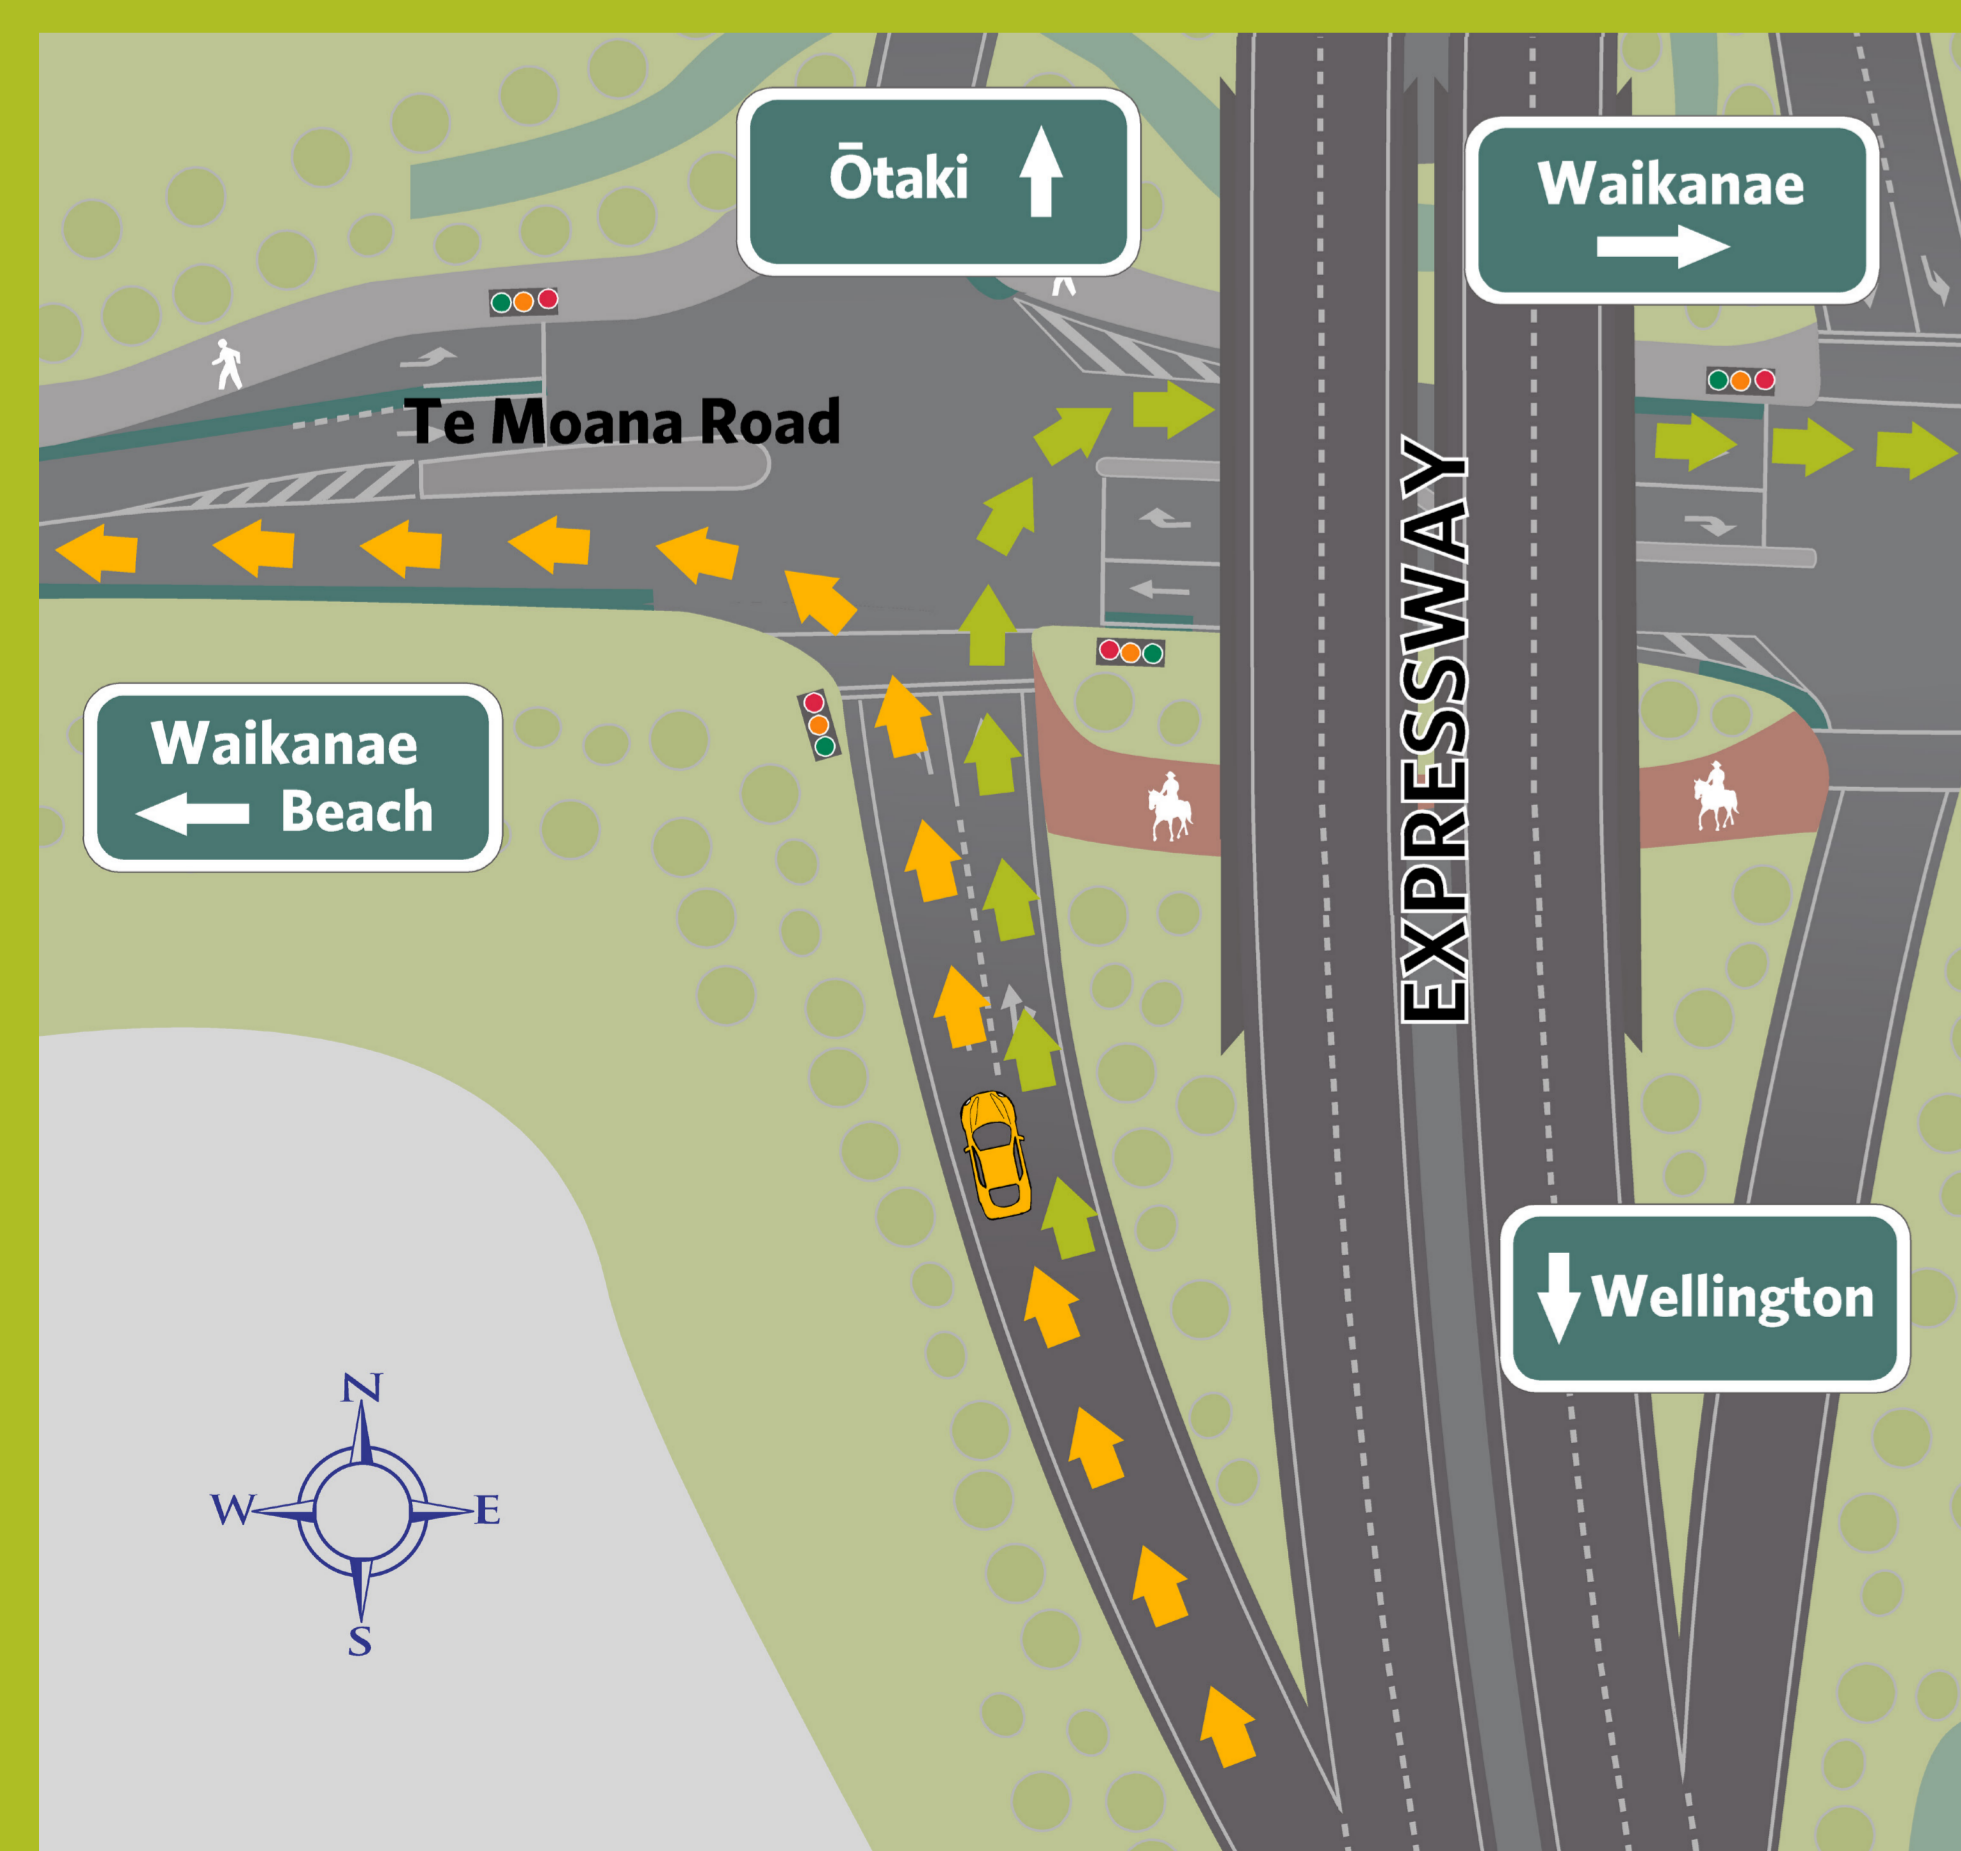 Ōtaki
Waikanae
Te Moana Road
EXPRESSWAY
Waikanae
Beach
Wellington
N
W
E
S